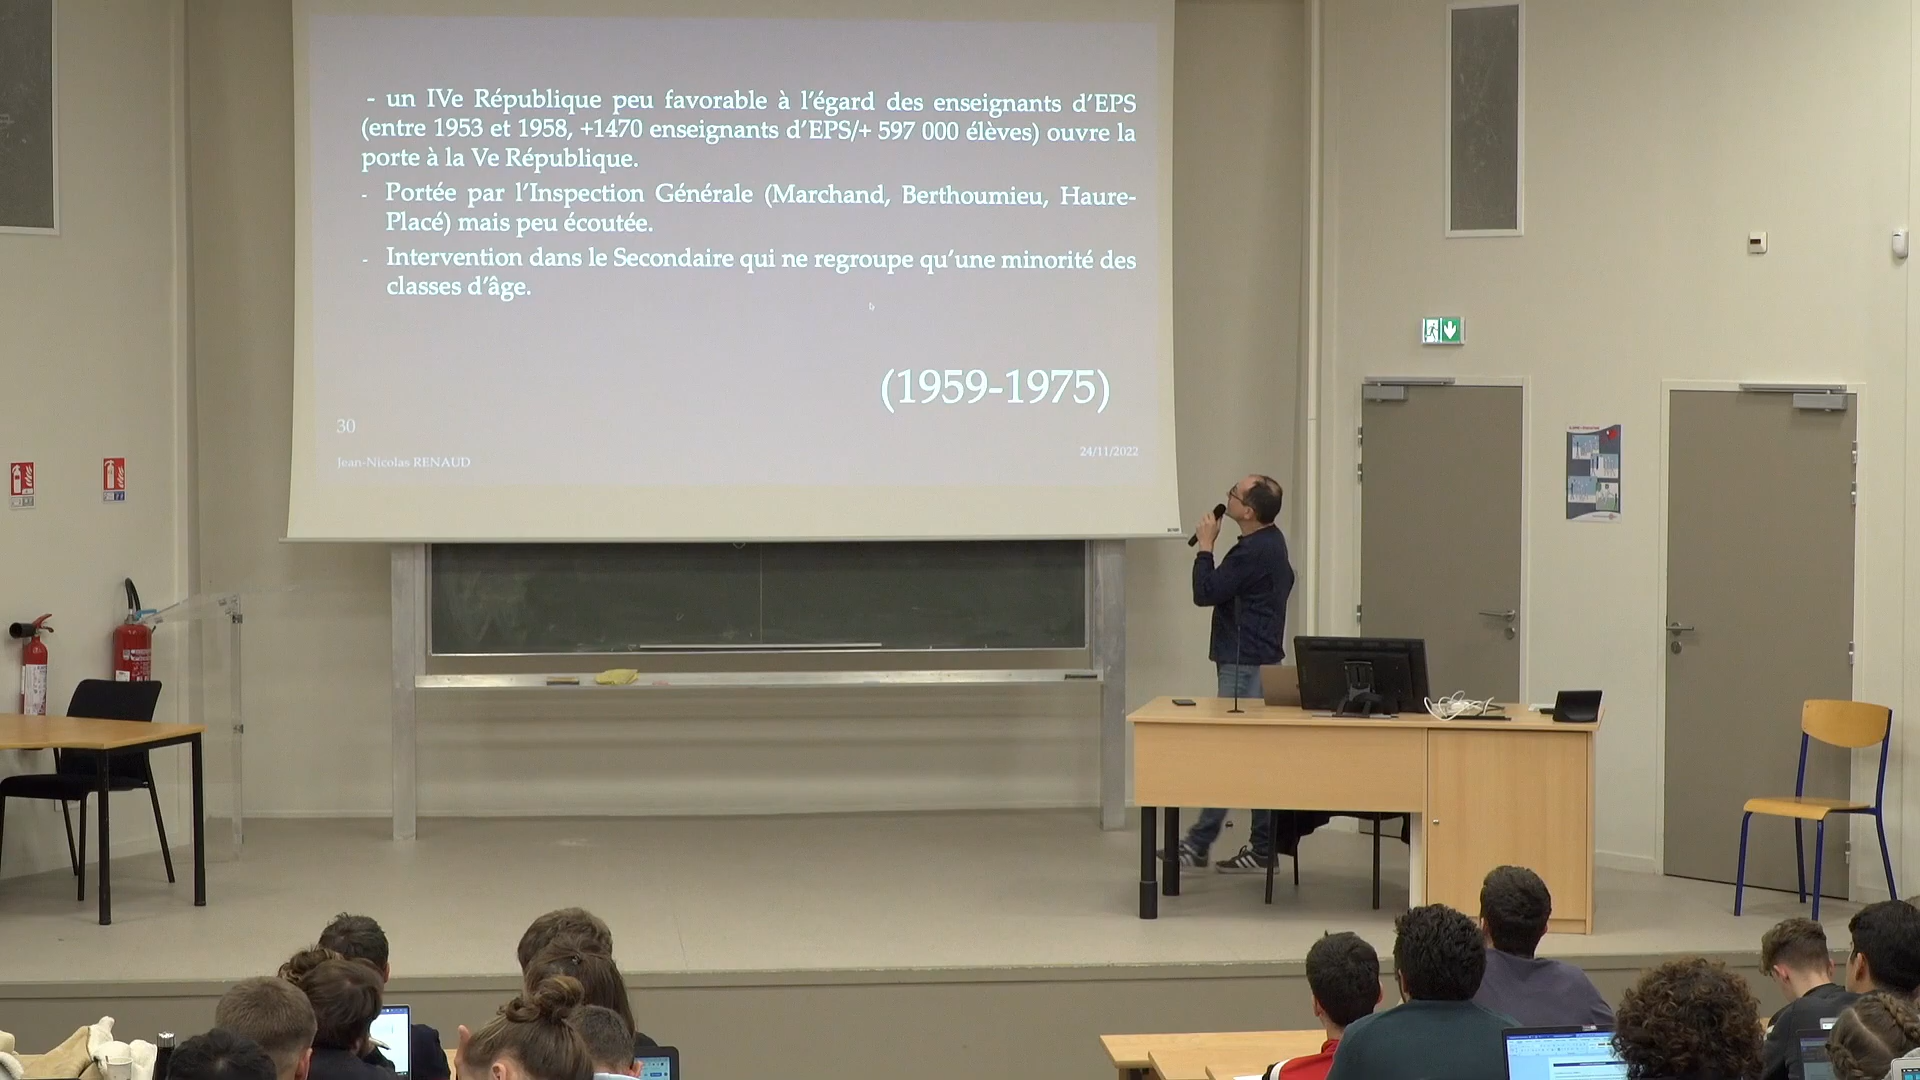 - un IVe République peu favorable à l'égard des enseignants d'EPS
(entre 1953 et 1958, +1470 enseignants d'EPS/+ 597 000 élèves) ouvre la
porte à la Ve République.
- Portée par l'Inspection Générale (Marchand, Berthoumieu, Haure-
Placé) mais peu écoutée.
- Intervention dans le Secondaire qui ne regroupe qu'une minorité des
classes d'âge.
(1959-1975)
30
Jean-Nicolas RENAUD
24/11/2022